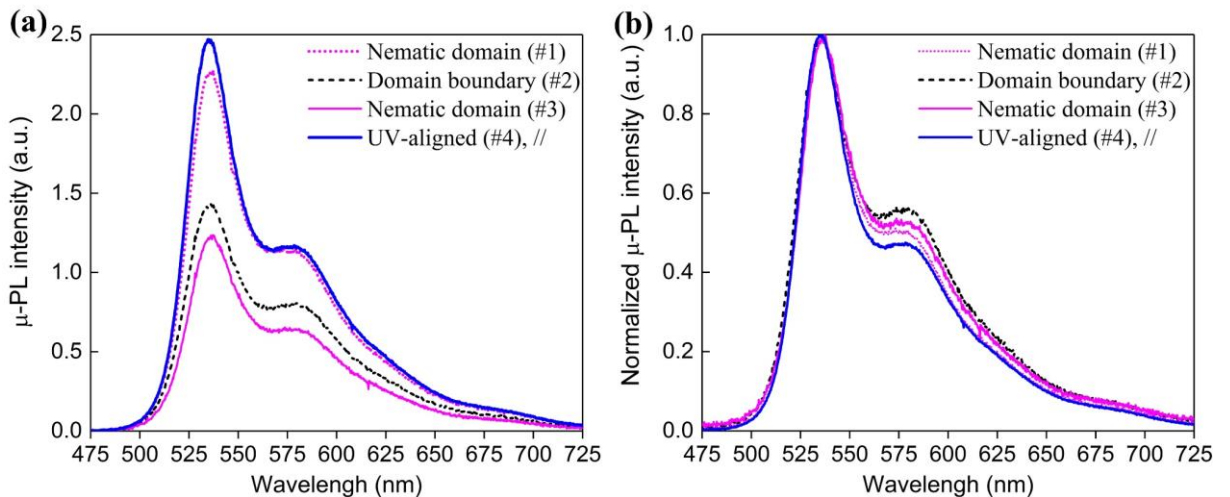 (a)
2.5
2.0
1.5
1.0
0.5
0.0
μ-PL intensity (a.u.)
Nematic domain (#1)
Domain boundary (#2)
Nematic domain (#3)
UV-aligned (#4), //
475 500 525 550 575 600 625 650 675 700 725
Wavelengh (nm)
(b)
1.0
0.8
0.6
0.4
0.2
0.0
Normalized μ-PL intensity (a.u.)
Nematic domain (#1)
Domain boundary (#2)
Nematic domain (#3)
UV-aligned (#4), //
475 500 525 550 575 600 625 650 675 700 725
Wavelengh (nm)